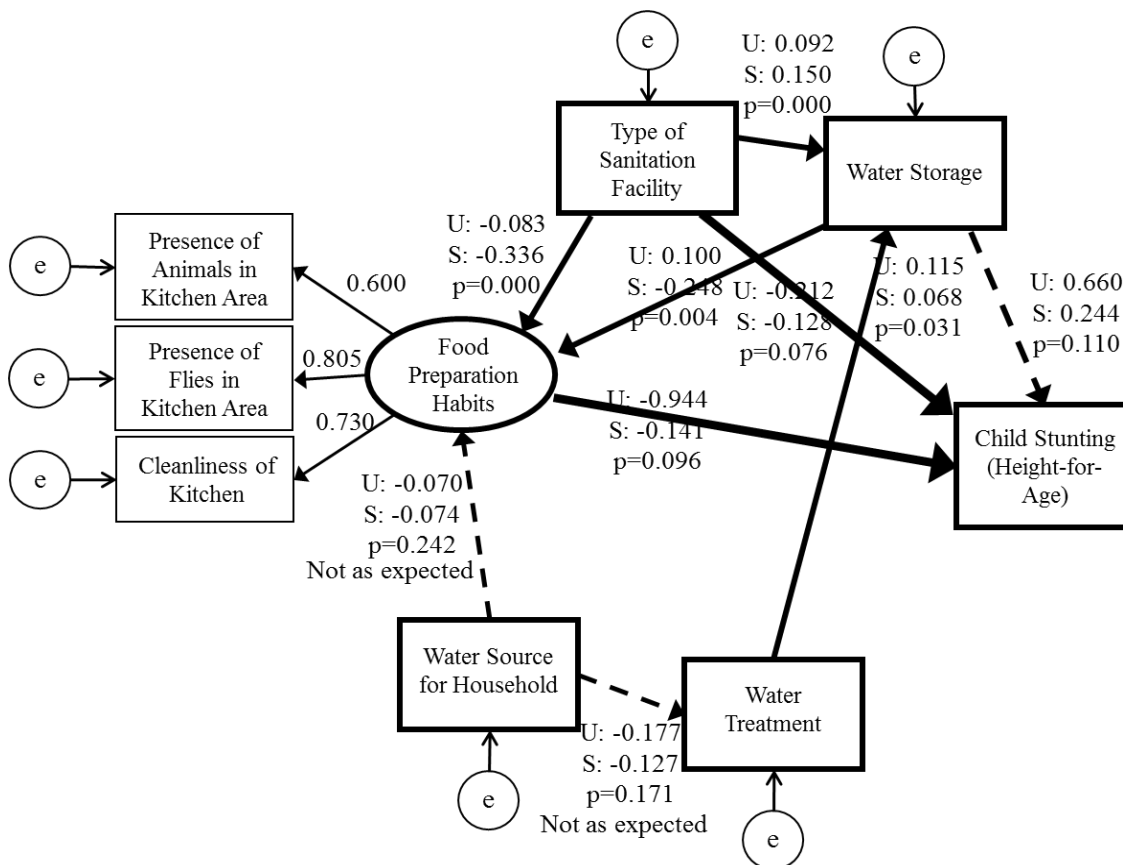 e
e
U: 0.092
S: 0.150
p=0.000
Type of
Sanitation
Facility
Water Storage
e
Presence of
Animals in
Kitchen Area
U: -0.083
S: -0.336
p=0.000
U: 0.100
S: -0.248
p=0.004
U: -0.212
S: -0.128
p=0.076
U: 0.115
S: 0.068
p=0.031
U: 0.660
S: 0.244
p=0.110
0.600
e
Presence of
Flies in
Kitchen Area
0.805
Food
Preparation
Habits
0.730
U: -0.944
S: -0.141
p=0.096
Child Stunting
(Height-for-
Age)
e
Cleanliness of
Kitchen
U: -0.070
S: -0.074
p=0.242
Not as expected
Water Source
for Household
Water
Treatment
U: -0.177
S: -0.127
p=0.171
Not as expected
e
e